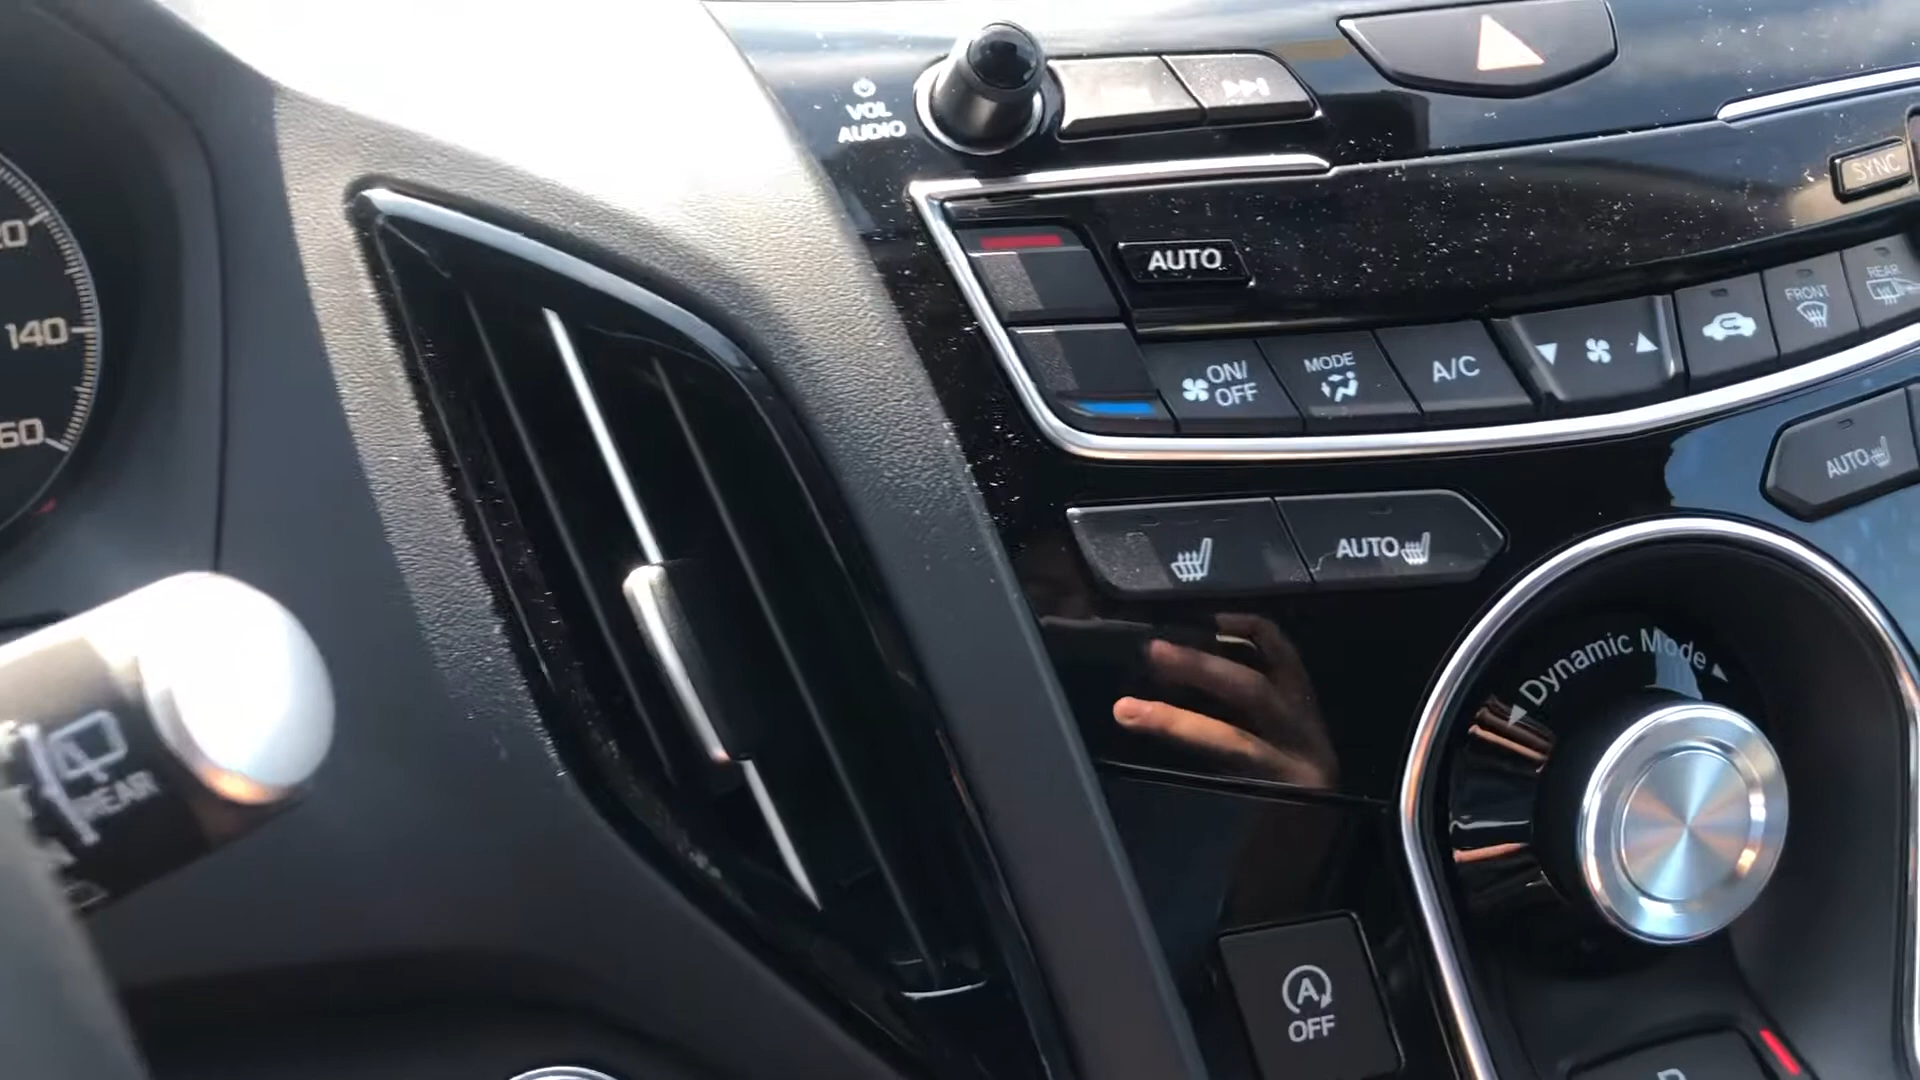 VOL
AUDIO
SYNC
AUTO
REAR
FRONT
140
60
ON/
OFF
MODE
A/C
AUTO
AUTO
Dynamic Mode
REAR
A
OFF